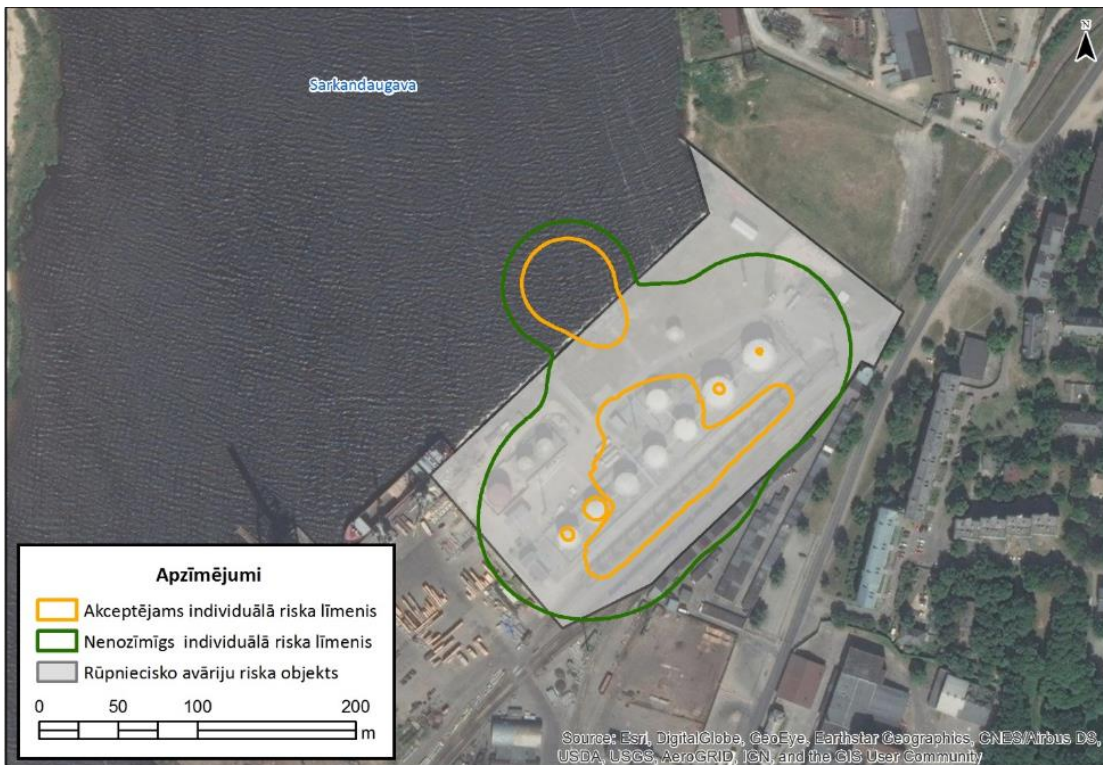 N
Sarkandaugava
Apzīmējumi
Akceptējams individuālā riska līmenis
Nenozīmīgs individuālā riska līmenis
Rūpniecisko avāriju riska objekts
0 50 100 200
m
Source: Esri, DigitalGlobe, GeoEye, Earthstar Geographics, CNES/Airbus DS,
USDA, USGS, AeroGRID, IGN, and the GIS User Community